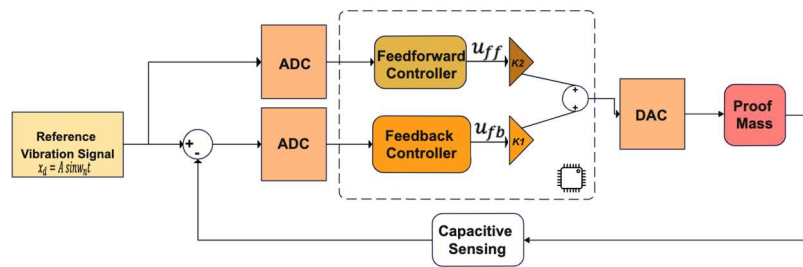 ADC
Feedforward
Controller
u_ff
K2
Reference
Vibration Signal
x_d = A sinw_n t
+
-
ADC
Feedback
Controller
u_fb
K1
+
+
DAC
Proof
Mass
Capacitive
Sensing